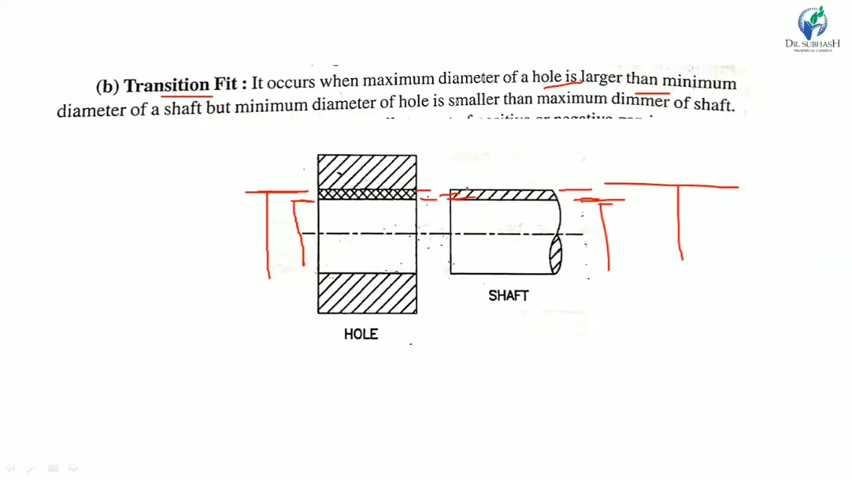 DR. SUBHASH
(b) Transition Fit : It occurs when maximum diameter of a hole is larger than minimum
diameter of a shaft but minimum diameter of hole is smaller than maximum dimmer of shaft.
SHAFT
HOLE